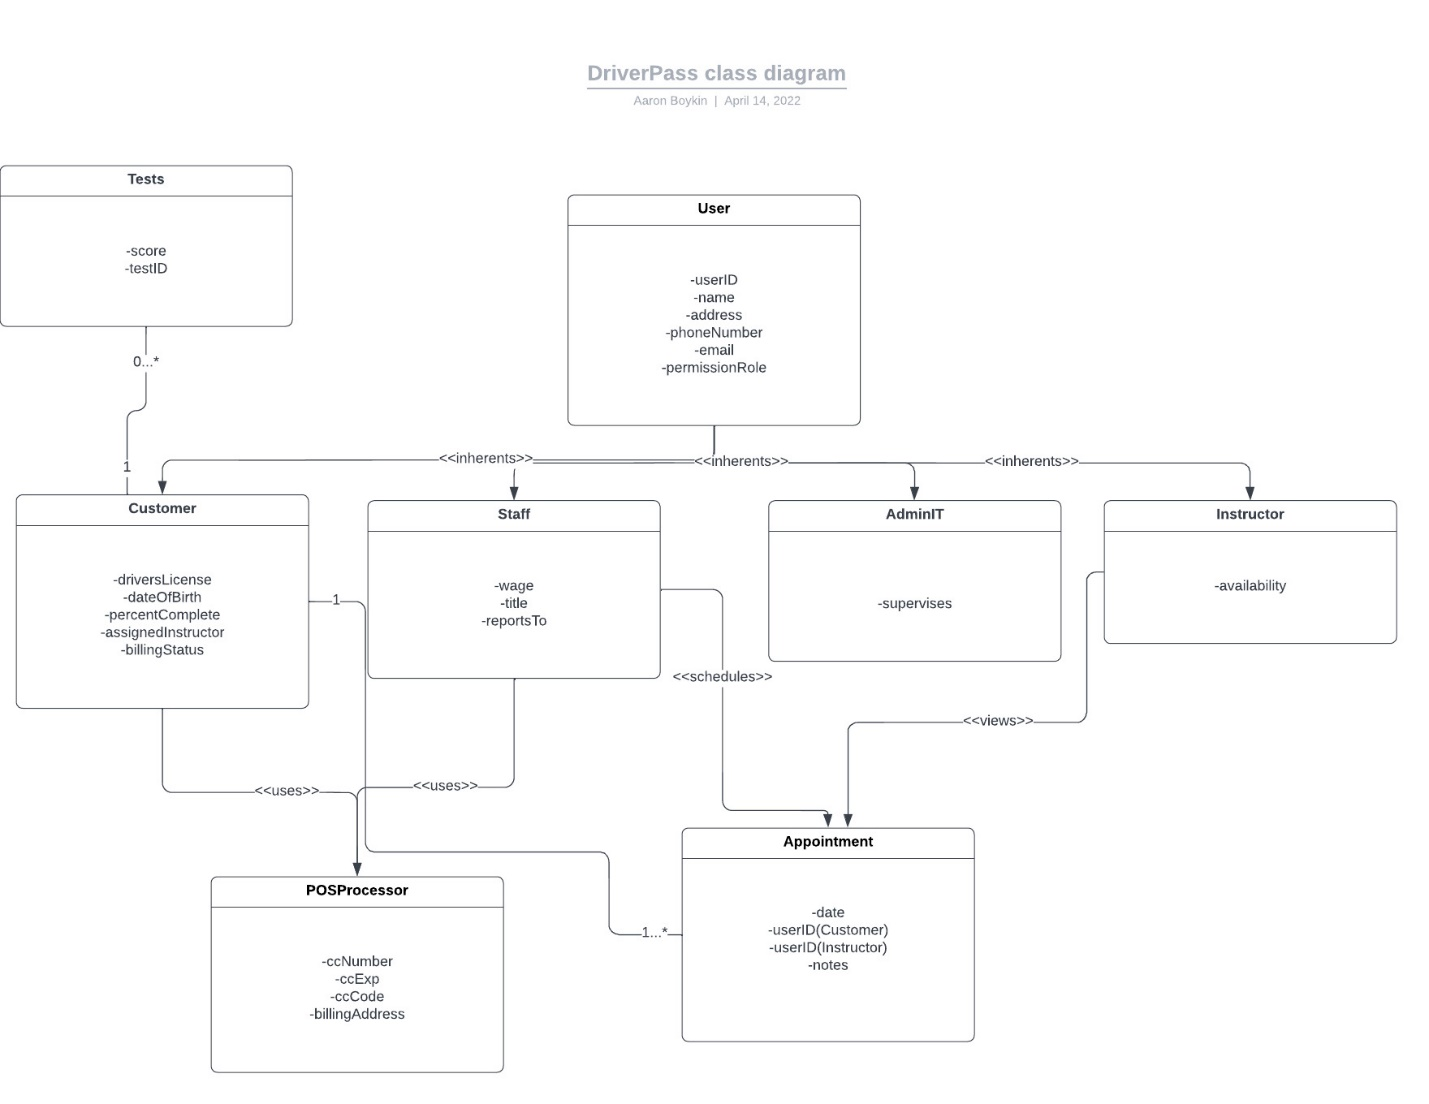 DriverPass class diagram
Aaron Boykin | April 14, 2022
Tests
-score
-testID
User
-userID
-name
-address
-phoneNumber
-email
-permissionRole
0...*
1
<<inherents>>
<<inherents>>
<<inherents>>
Customer
-driversLicense
-dateOfBirth
-percentComplete
-assignedInstructor
-billingStatus
1
Staff
-wage
-title
-reportsTo
AdminIT
-supervises
Instructor
-availability
<<schedules>>
<<views>>
<<uses>>
<<uses>>
POSProcessor
-ccNumber
-ccExp
-ccCode
-billingAddress
1...*
Appointment
-date
-userID(Customer)
-userID(Instructor)
-notes